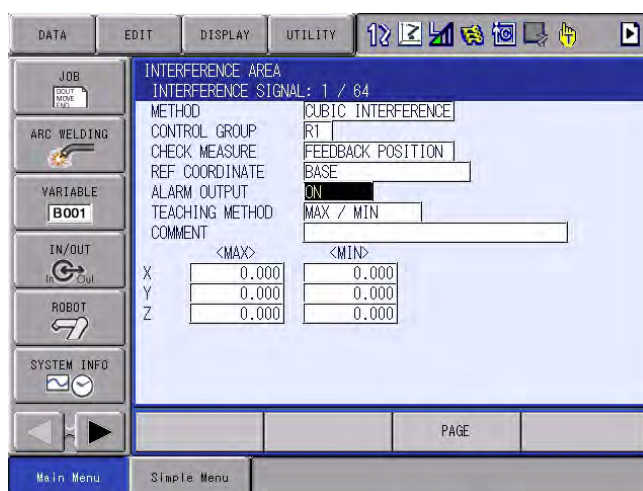 DATA EDIT DISPLAY UTILITY
JOB
DOUT
MOVE
END
ARC WELDING
VARIABLE
B001
IN/OUT
In Out
ROBOT
SYSTEM INFO
INTERFERENCE AREA
INTERFERENCE SIGNAL: 1 / 64
METHOD CUBIC INTERFERENCE
CONTROL GROUP R1
CHECK MEASURE FEEDBACK POSITION
REF COORDINATE BASE
ALARM OUTPUT ON
TEACHING METHOD MAX / MIN
COMMENT
<MAX> <MIN>
X 0.000 0.000
Y 0.000 0.000
Z 0.000 0.000
PAGE
Main Menu Simple Menu